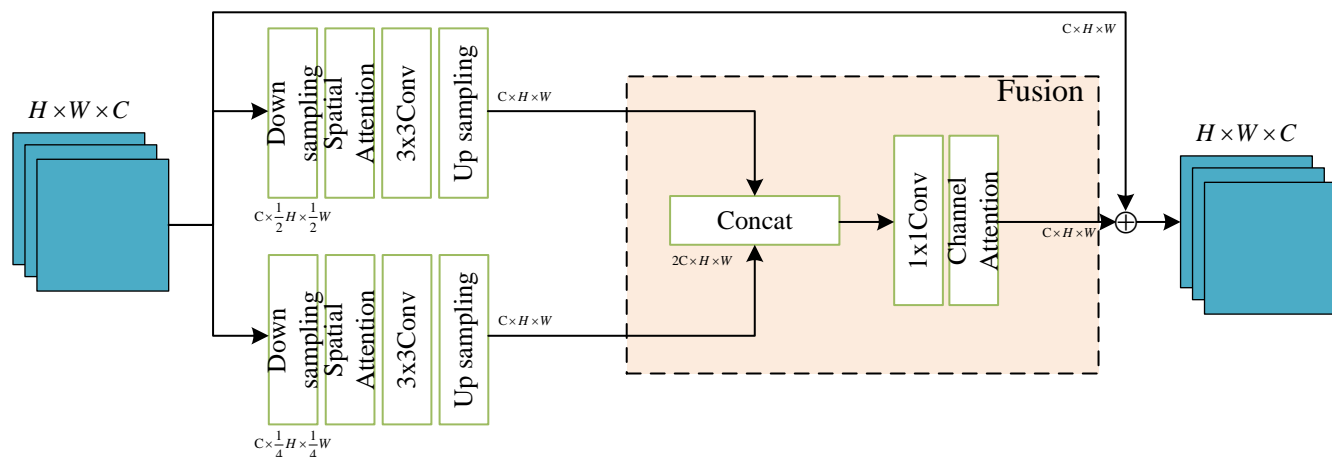 H×W×C
Down
sampling
Spatial
Attention
3x3Conv
Up sampling
C×1/2H×1/2W
C×H×W
Down
sampling
Spatial
Attention
3x3Conv
Up sampling
C×1/4H×1/4W
C×H×W
Fusion
Concat
2C×H×W
1x1Conv
Channel
Attention
C×H×W
C×H×W
H×W×C